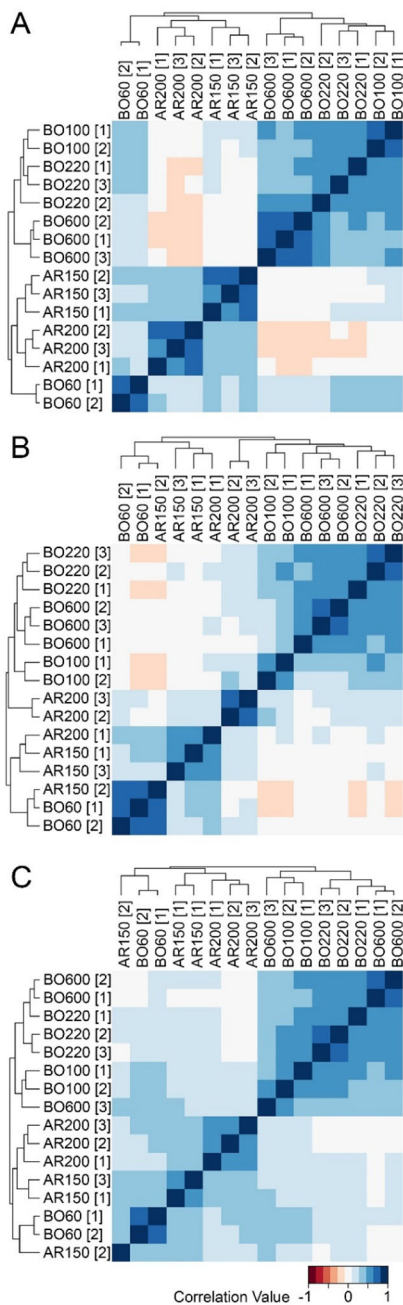 A
BO60 [2]
BO60 [1]
AR200 [1]
AR200 [3]
AR200 [2]
AR150 [1]
AR150 [3]
AR150 [2]
BO600 [3]
BO600 [1]
BO600 [2]
BO220 [2]
BO220 [3]
BO220 [1]
BO100 [2]
BO100 [1]
BO100 [1]
BO100 [2]
BO220 [1]
BO220 [3]
BO220 [2]
BO600 [2]
BO600 [1]
BO600 [3]
AR150 [2]
AR150 [3]
AR150 [1]
AR200 [2]
AR200 [3]
AR200 [1]
BO60 [1]
BO60 [2]
B
BO60 [2]
BO60 [1]
AR150 [2]
AR150 [3]
AR150 [1]
AR200 [1]
AR200 [2]
AR200 [3]
BO100 [2]
BO100 [1]
BO600 [1]
BO600 [3]
BO600 [2]
BO220 [1]
BO220 [2]
BO220 [3]
BO220 [3]
BO220 [2]
BO220 [1]
BO600 [2]
BO600 [3]
BO600 [1]
BO100 [1]
BO100 [2]
AR200 [3]
AR200 [2]
AR200 [1]
AR150 [1]
AR150 [3]
AR150 [2]
BO60 [1]
BO60 [2]
C
AR150 [2]
BO60 [2]
BO60 [1]
AR150 [1]
AR150 [1]
AR200 [1]
AR200 [2]
AR200 [3]
BO600 [3]
BO100 [2]
BO100 [1]
BO220 [3]
BO220 [2]
BO220 [1]
BO600 [1]
BO600 [2]
BO600 [2]
BO600 [1]
BO220 [1]
BO220 [2]
BO220 [3]
BO100 [1]
BO100 [2]
BO600 [3]
AR200 [3]
AR200 [2]
AR200 [1]
AR150 [3]
AR150 [1]
BO60 [1]
BO60 [2]
AR150 [2]
Correlation Value
-1 0 1